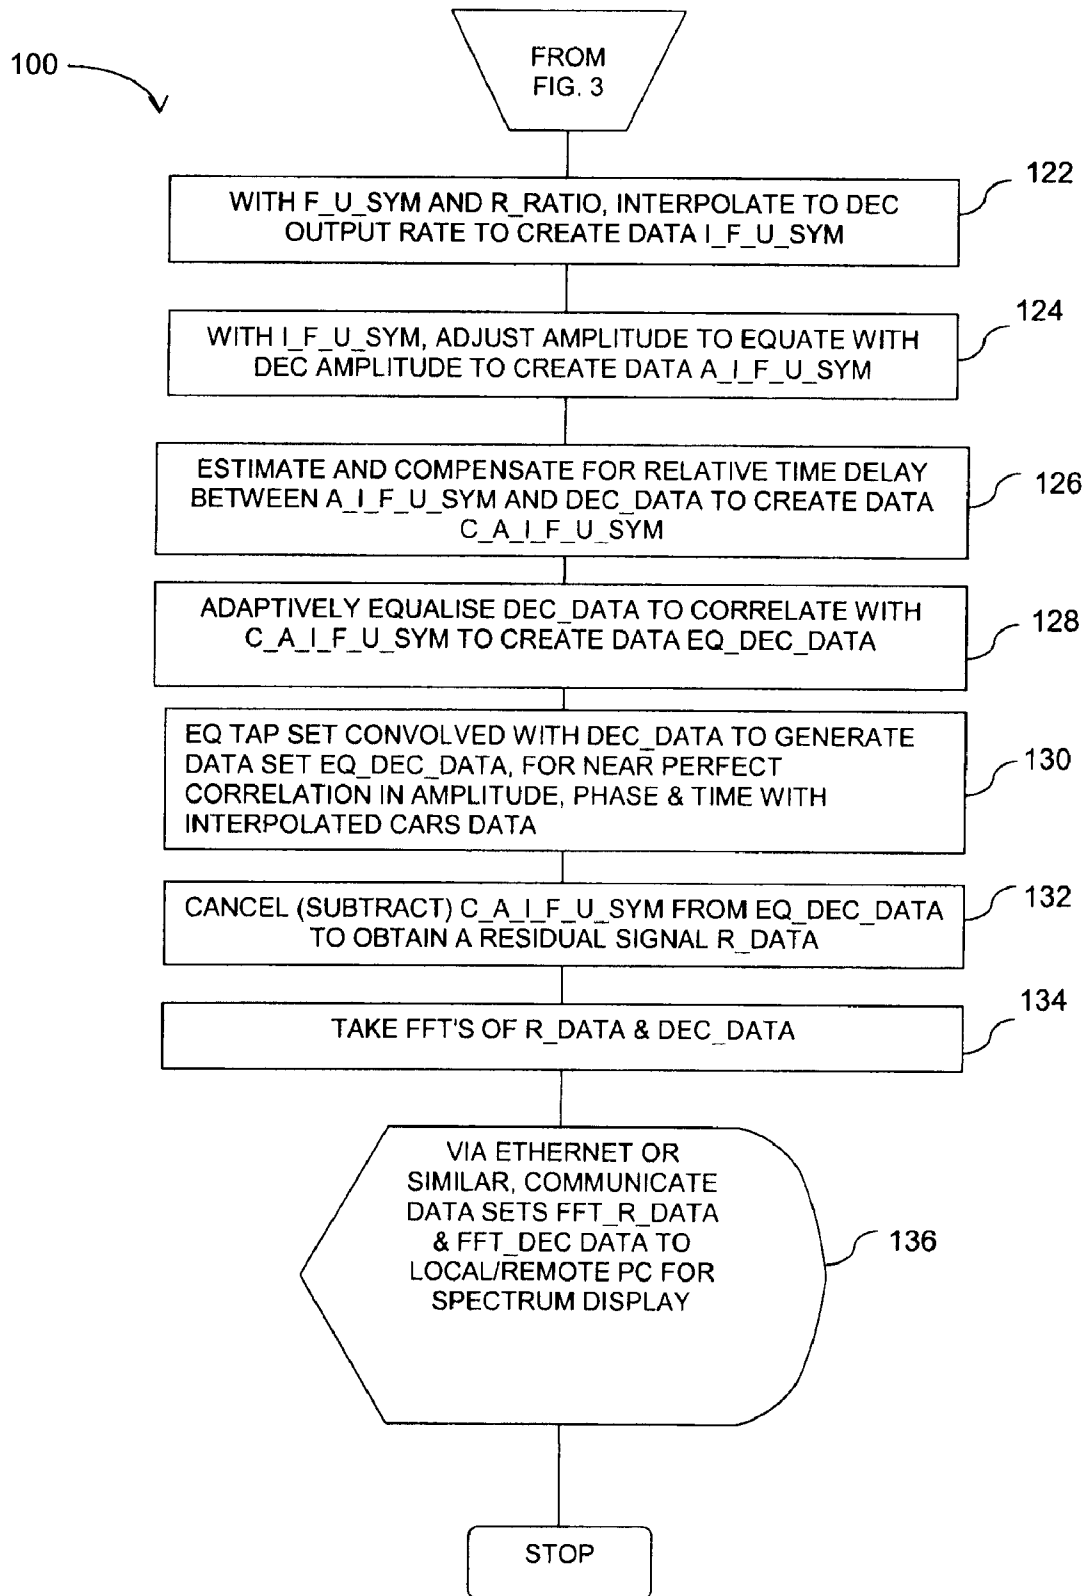 100
FROM
FIG. 3
122
WITH F_U_SYM AND R_RATIO, INTERPOLATE TO DEC
OUTPUT RATE TO CREATE DATA I_F_U_SYM
124
WITH I_F_U_SYM, ADJUST AMPLITUDE TO EQUATE WITH
DEC AMPLITUDE TO CREATE DATA A_I_F_U_SYM
126
ESTIMATE AND COMPENSATE FOR RELATIVE TIME DELAY
BETWEEN A_I_F_U_SYM AND DEC_DATA TO CREATE DATA
C_A_I_F_U_SYM
128
ADAPTIVELY EQUALISE DEC_DATA TO CORRELATE WITH
C_A_I_F_U_SYM TO CREATE DATA EQ_DEC_DATA
130
EQ TAP SET CONVOLVED WITH DEC_DATA TO GENERATE
DATA SET EQ_DEC_DATA, FOR NEAR PERFECT
CORRELATION IN AMPLITUDE, PHASE & TIME WITH
INTERPOLATED CARS DATA
132
CANCEL (SUBTRACT) C_A_I_F_U_SYM FROM EQ_DEC_DATA
TO OBTAIN A RESIDUAL SIGNAL R_DATA
134
TAKE FFT'S OF R_DATA & DEC_DATA
VIA ETHERNET OR
SIMILAR, COMMUNICATE
DATA SETS FFT_R_DATA
& FFT_DEC DATA TO
LOCAL/REMOTE PC FOR
SPECTRUM DISPLAY
136
STOP